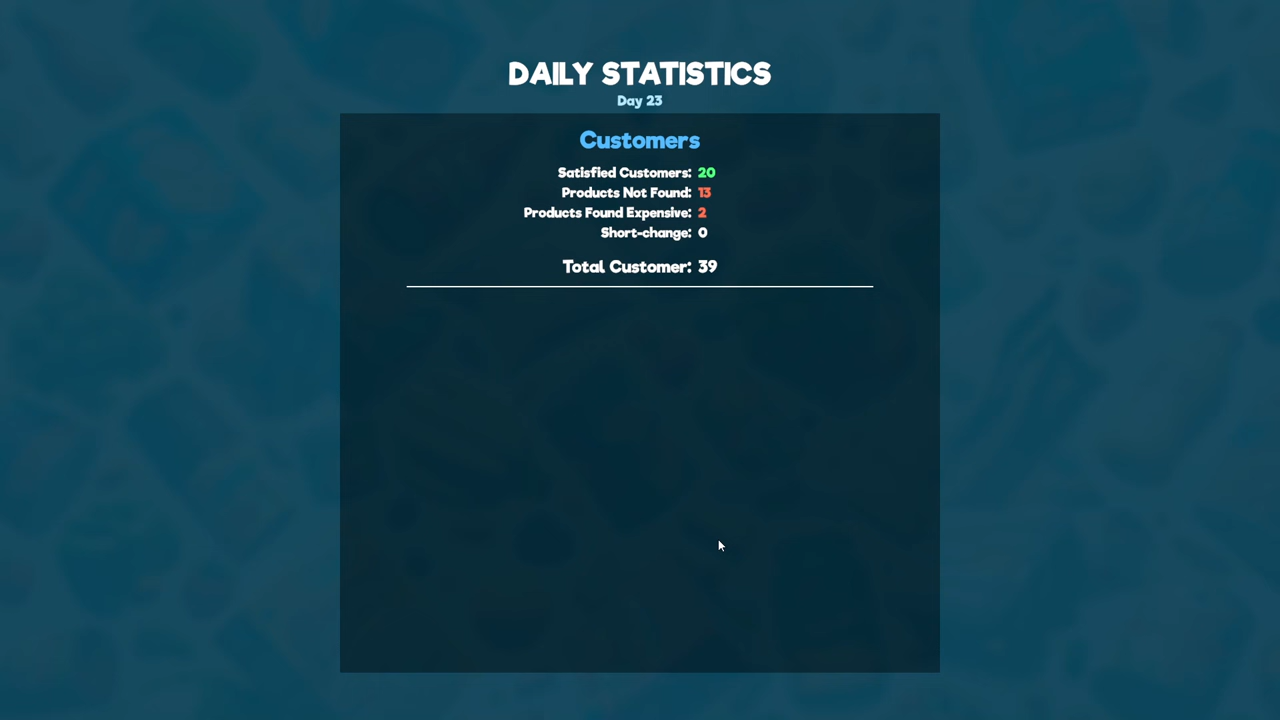 DAILY STATISTICS
Day 23
Customers
Satisfied Customers: 20
Products Not Found: 13
Products Found Expensive: 2
Short-change: 0
Total Customer: 39